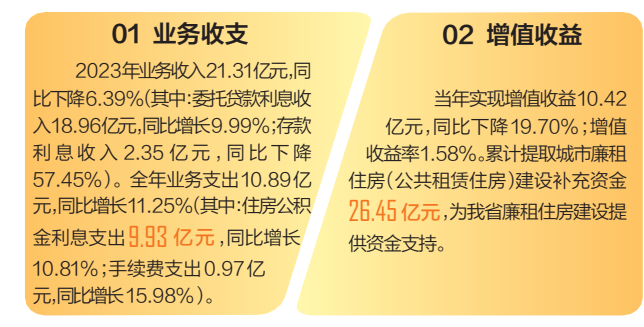 01 业务收支
2023年业务收入21.31亿元,同
比下降6.39%(其中:委托贷款利息收
入18.96亿元,同比增长9.99%;存款
利息收入2.35亿元,同比下降
57.45%)。全年业务支出10.89亿
元,同比增长11.25%(其中:住房公积
金利息支出9.93亿元,同比增长
10.81%;手续费支出0.97亿
元,同比增长15.98%)。
02 增值收益
当年实现增值收益10.42
亿元,同比下降19.70%;增值
收益率1.58%。累计提取城市廉租
住房(公共租赁住房)建设补充资金
26.45亿元,为我省廉租住房建设提
供资金支持。